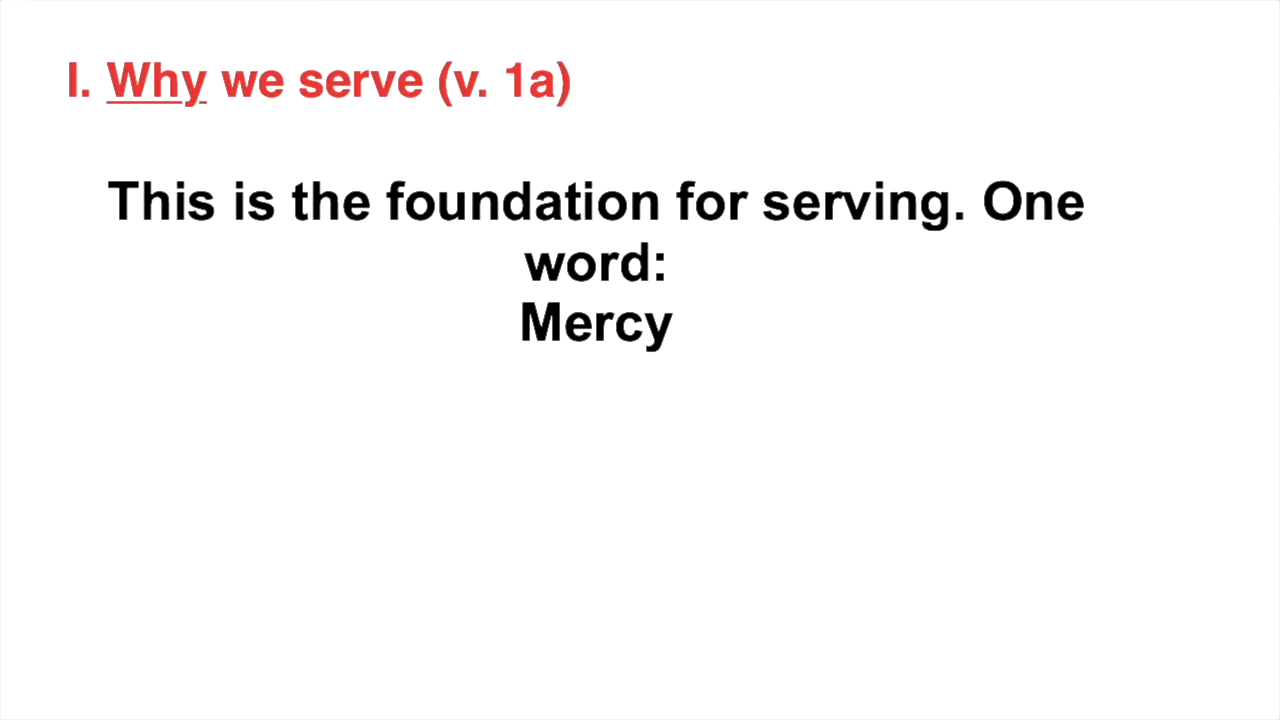 I. Why we serve (v. 1a)
This is the foundation for serving. One
word:
Mercy